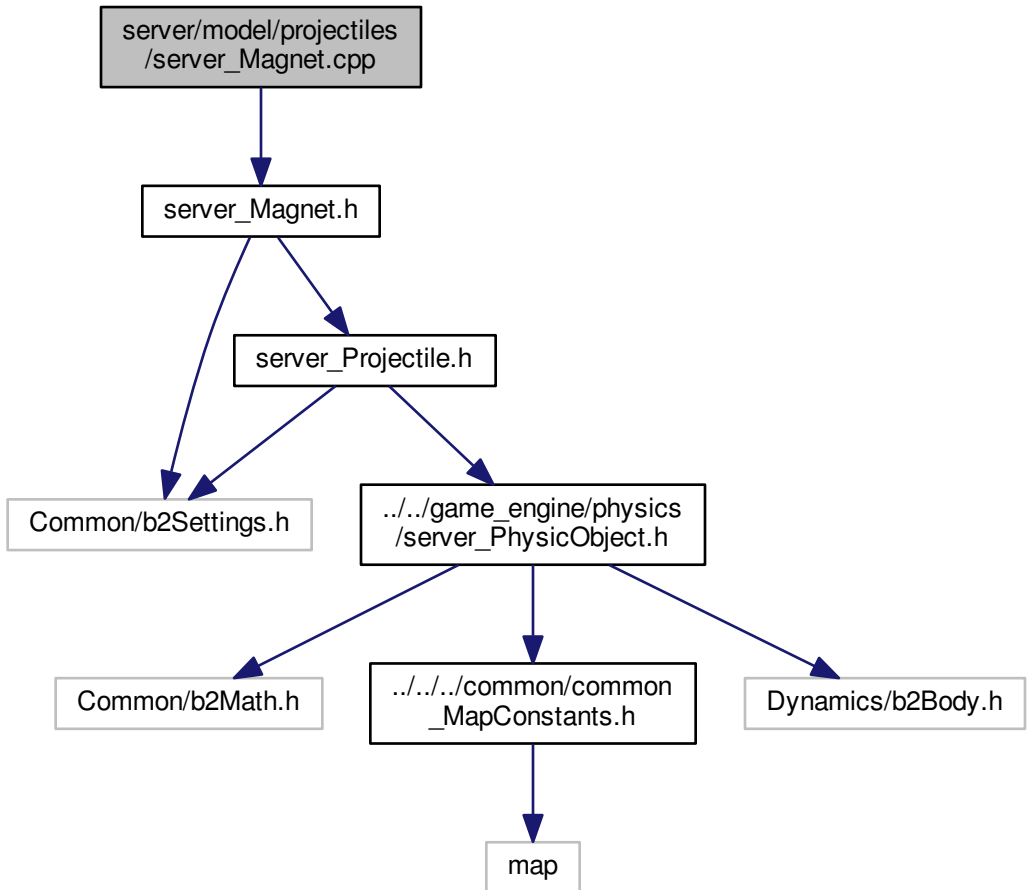 server/model/projectiles
/server_Magnet.cpp
server_Magnet.h
server_Projectile.h
Common/b2Settings.h
../../game_engine/physics
/server_PhysicObject.h
Common/b2Math.h
../../../common/common
_MapConstants.h
Dynamics/b2Body.h
map